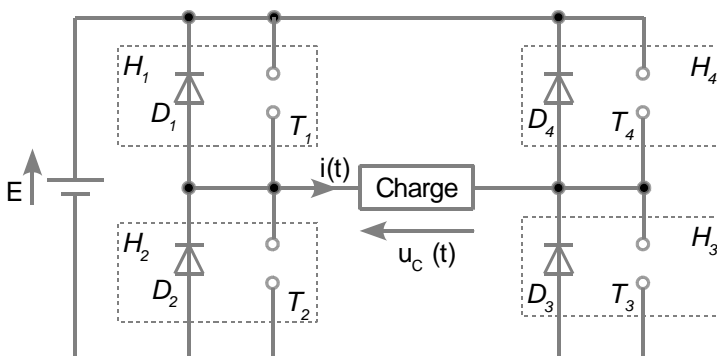 H1
D1
T1
H4
D4
T4
i(t)
Charge
E
uC (t)
H2
D2
T2
H3
D3
T3